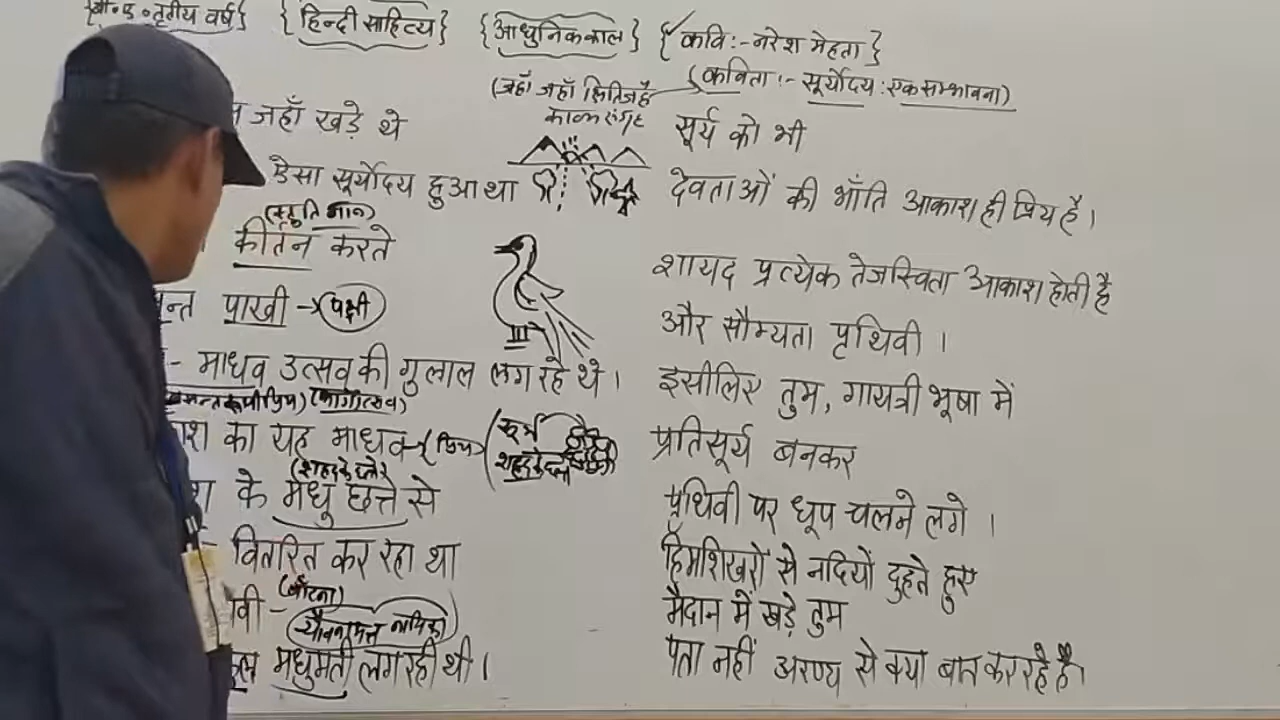 तृतीय वर्ष} {हिन्दी साहित्य} {आधुनिककाल} {कवि:-नरेश मेहता}
{कविता:- सूर्योदय:एक सम्भावना)
(जहाँ जहाँ
काव्य संग्रह
जहाँ खड़े थे
सूर्योदय हुआ था
(स्तुति गान)
कीर्तन करते
पाखी → पक्षी
- माधव उत्सव की गुलाल लग रहे थे ।
का यह माधव
(शहद के
के मधु छत्ते से
वितरित कर रहा था
(बाँटना)
वी -
मधुमती लग रही थी ।
सूर्य को भी
देवताओं की भाँति आकाश ही प्रिय है।
शायद प्रत्येक तेजस्विता आकाश होती है
और सौम्यता पृथिवी ।
इसीलिए तुम, गायत्री भूषा में
प्रतिसूर्य बनकर
पृथिवी पर धूप चलने लगे ।
हिमशिखरों से नदियों दुहते हुए
मैदान में खड़े तुम
पता नहीं अरण्य से क्या बात कर रहे